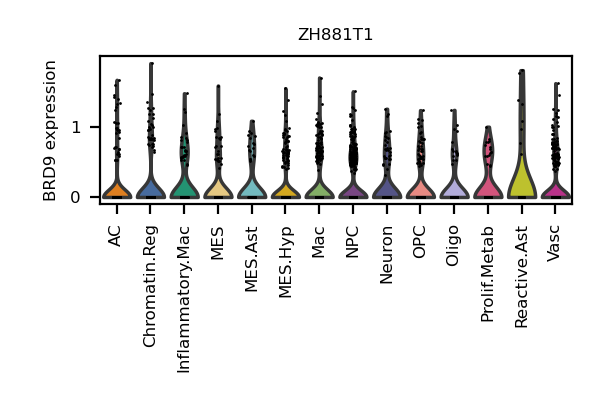 ZH881T1
BRD9 expression
1
0
AC
Chromatin.Reg
Inflammatory.Mac
MES
MES.Ast
MES.Hyp
Mac
NPC
Neuron
OPC
Oligo
Prolif.Metab
Reactive.Ast
Vasc